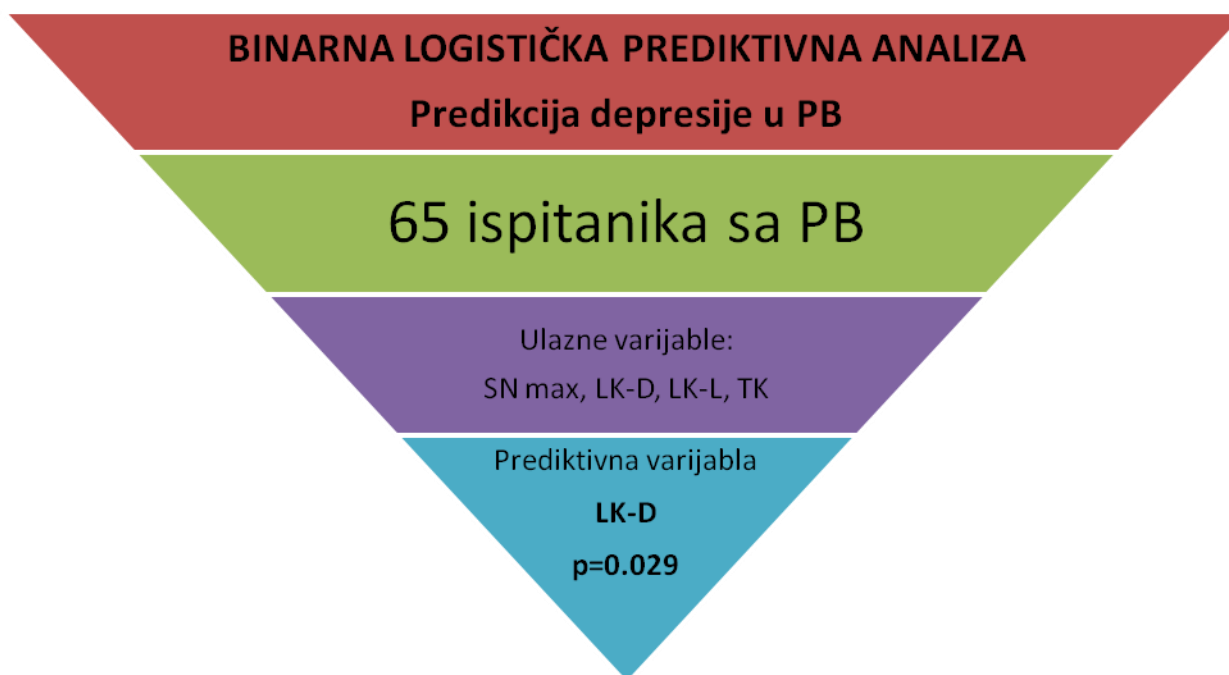 BINARNA LOGISTIČKA PREDIKTIVNA ANALIZA
Predikcija depresije u PB
65 ispitanika sa PB
Ulazne varijable:
SN max, LK-D, LK-L, TK
Prediktivna varijabla
LK-D
p=0.029